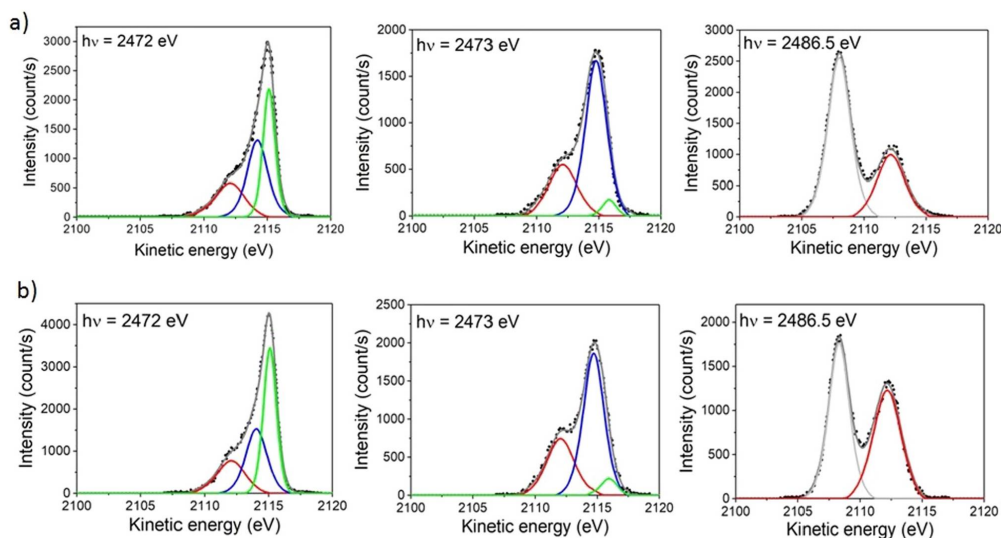 a)
hν = 2472 eV
Intensity (count/s)
3000
2500
2000
1500
1000
500
0
2100 2105 2110 2115 2120
Kinetic energy (eV)
hν = 2473 eV
Intensity (count/s)
2000
1500
1000
500
0
2100 2105 2110 2115 2120
Kinetic energy (eV)
hν = 2486.5 eV
Intensity (count/s)
3000
2500
2000
1500
1000
500
0
2100 2105 2110 2115 2120
Kinetic energy (eV)
b)
hν = 2472 eV
Intensity (count/s)
4000
3000
2000
1000
0
2100 2105 2110 2115 2120
Kinetic energy (eV)
hν = 2473 eV
Intensity (count/s)
2500
2000
1500
1000
500
0
2100 2105 2110 2115 2120
Kinetic energy (eV)
hν = 2486.5 eV
Intensity (count/s)
2000
1500
1000
500
0
2100 2105 2110 2115 2120
Kinetic energy (eV)